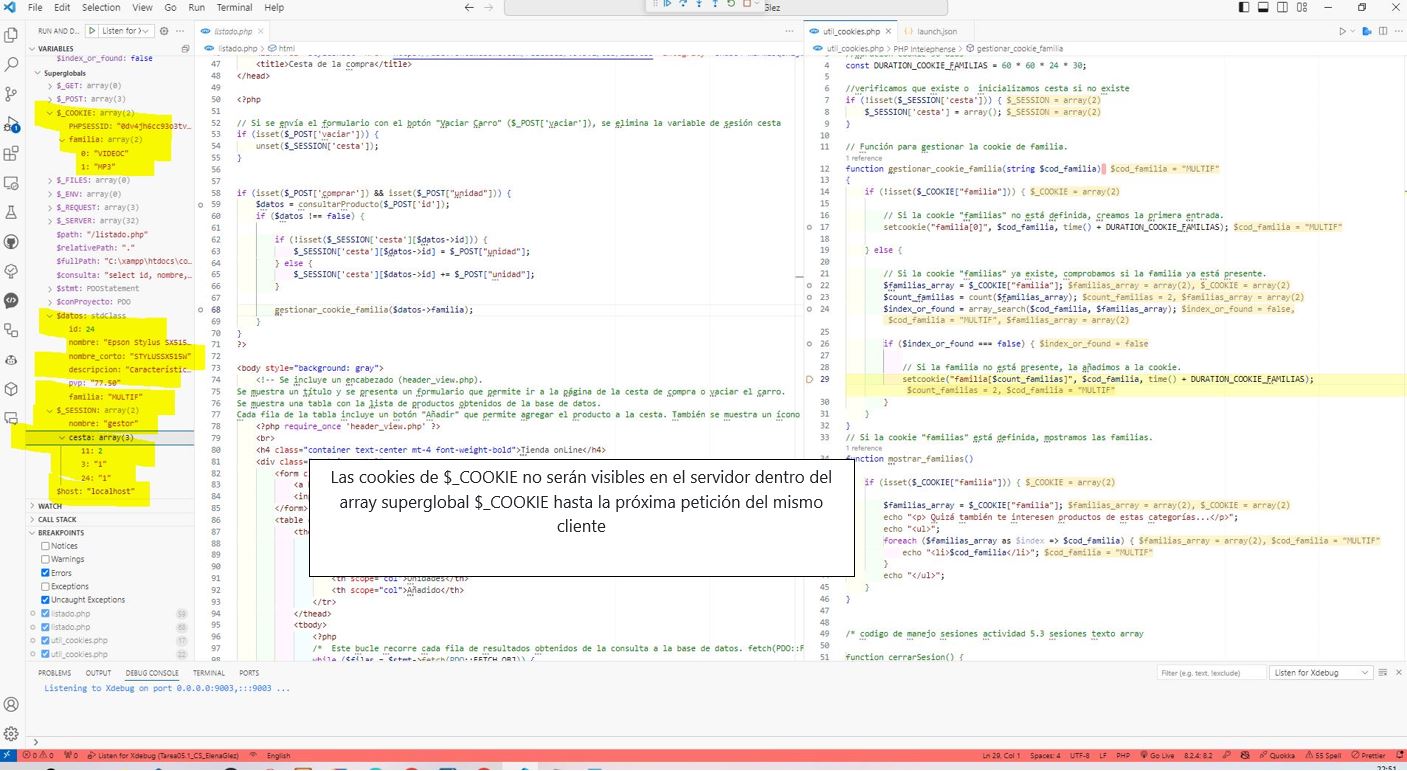 File Edit Selection View Go Run Terminal Help
RUN AND D... Listen for
VARIABLES
$index_or_found: false
Superglobals
$_GET: array(0)
$_POST: array(3)
$_COOKIE: array(2)
PHPSESSID: "0dv4jh6cc93o3tv...
familia: array(2)
0: "VIDEOC"
1: "MP3"
$_FILES: array(0)
$_ENV: array(0)
$_REQUEST: array(3)
$_SERVER: array(32)
$path: "/listado.php"
$relativePath: "."
$fullPath: "C:\xampp\htdocs\co...
$consulta: "select id, nombre,...
$stmt: PDOStatement
$conProyecto: PDO
$datos: stdClass
id: 24
nombre: "Epson Stylus SX515...
nombre_corto: "STYLUSSX515W"
descripcion: "Característic...
pvp: "77.50"
familia: "MULTIF"
$_SESSION: array(2)
nombre: "gestor"
cesta: array(3)
11: 2
3: "1"
24: "1"
$host: "localhost"
WATCH
CALL STACK
BREAKPOINTS
Notices
Warnings
Errors
Exceptions
Uncaught Exceptions
listado.php 59
listado.php 68
util_cookies.php 17
util_cookies.php 22
listado.php
listado.php > html
47 <title>Cesta de la compra</title>
48 </head>
49
50 <?php
51
52 // Si se envía el formulario con el botón "Vaciar Carro" ($_POST['vaciar']), se elimina la variable de sesión cesta
53 if (isset($_POST['vaciar'])) {
54 unset($_SESSION['cesta']);
55 }
56
57
58 if (isset($_POST['comprar']) && isset($_POST["unidad"])) {
59 $datos = consultarProducto($_POST['id']);
60 if ($datos !== false) {
61
62 if (!isset($_SESSION['cesta'][$datos->id])) {
63 $_SESSION['cesta'][$datos->id] = $_POST["unidad"];
64 } else {
65 $_SESSION['cesta'][$datos->id] += $_POST["unidad"];
66 }
67
68 gestionar_cookie_familia($datos->familia);
69 }
70 }
71 ?>
72
73 <body style="background: gray">
74 <!-- Se incluye un encabezado (header_view.php).
75 Se muestra un título y se presenta un formulario que permite ir a la página de la cesta de compra o vaciar el carro.
76 Se muestra una tabla con la lista de productos obtenidos de la base de datos.
77 Cada fila de la tabla incluye un botón "Añadir" que permite agregar el producto a la cesta. También se muestra un ícono
78 <?php require_once 'header_view.php' ?>
79 <br>
80 <h4 class="container text-center mt-4 font-weight-bold">Tienda onLine</h4>
81 <div class=
82 <form c
83 <a
84 <in
85 </form>
86 <table
87 <the
88
89
90
91 <th scope="col">Unidades</th>
92 <th scope="col">Añadido</th>
93 </tr>
94 </thead>
95 <tbody>
96 <?php
97 /* Este bucle recorre cada fila de resultados obtenidos de la consulta a la base de datos. fetch(PDO::F
98 while ($filas = $stmt->fetch(PDO::FETCH_OBJ)) {
Las cookies de $_COOKIE no serán visibles en el servidor dentro del
array superglobal $_COOKIE hasta la próxima petición del mismo
cliente
util_cookies.php launch.json
util_cookies.php > PHP Intelephense > gestionar_cookie_familia
4 const DURATION_COOKIE_FAMILIAS = 60 * 60 * 24 * 30;
5
6 //verificamos que existe o inicializamos cesta si no existe
7 if (!isset($_SESSION['cesta'])) { $_SESSION = array(2)
8 $_SESSION['cesta'] = array(); $_SESSION = array(2)
9 }
10
11 // Función para gestionar la cookie de familia.
1 reference
12 function gestionar_cookie_familia(string $cod_familia) $cod_familia = "MULTIF"
13 {
14 if (!isset($_COOKIE["familia"])) { $_COOKIE = array(2)
15
16 // Si la cookie "familias" no está definida, creamos la primera entrada.
17 setcookie("familia[0]", $cod_familia, time() + DURATION_COOKIE_FAMILIAS); $cod_familia = "MULTIF"
18
19 } else {
20
21 // Si la cookie "familias" ya existe, comprobamos si la familia ya está presente.
22 $familias_array = $_COOKIE["familia"]; $familias_array = array(2), $_COOKIE = array(2)
23 $count_familias = count($familias_array); $count_familias = 2, $familias_array = array(2)
24 $index_or_found = array_search($cod_familia, $familias_array); $index_or_found = false,
$cod_familia = "MULTIF", $familias_array = array(2)
25
26 if ($index_or_found === false) { $index_or_found = false
27
28 // Si la familia no está presente, la añadimos a la cookie.
29 setcookie("familia[$count_familias]", $cod_familia, time() + DURATION_COOKIE_FAMILIAS);
$count_familias = 2, $cod_familia = "MULTIF"
30 }
31 }
32 }
33 // Si la cookie "familias" está definida, mostramos las familias.
1 reference
function mostrar_familias()
if (isset($_COOKIE["familia"])) { $_COOKIE = array(2)
$familias_array = $_COOKIE["familia"]; $familias_array = array(2), $_COOKIE = array(2)
echo "<p> Quizá también te interesen productos de estas categorías...</p>";
echo "<ul>";
foreach ($familias_array as $index => $cod_familia) { $familias_array = array(2), $cod_familia = "MULTIF"
echo "<li>$cod_familia</li>"; $cod_familia = "MULTIF"
}
echo "</ul>";
45 }
46 }
47
48
49 /* codigo de manejo sesiones actividad 5.3 sesiones texto array
50
51 function cerrarSesion() {
PROBLEMS OUTPUT DEBUG CONSOLE TERMINAL PORTS
Filter (e.g. text, !exclude) Listen for Xdebug
Listening to Xdebug on port 0.0.0.0:9003,:::9003 ...
0 0 0 Listen for Xdebug (Tarea05.1_CS_ElenaGlez) English
Ln 29, Col 1 Spaces: 4 UTF-8 LF PHP Go Live 8.2.4: 8.2 Quokka 55 Spell Prettier
22:51